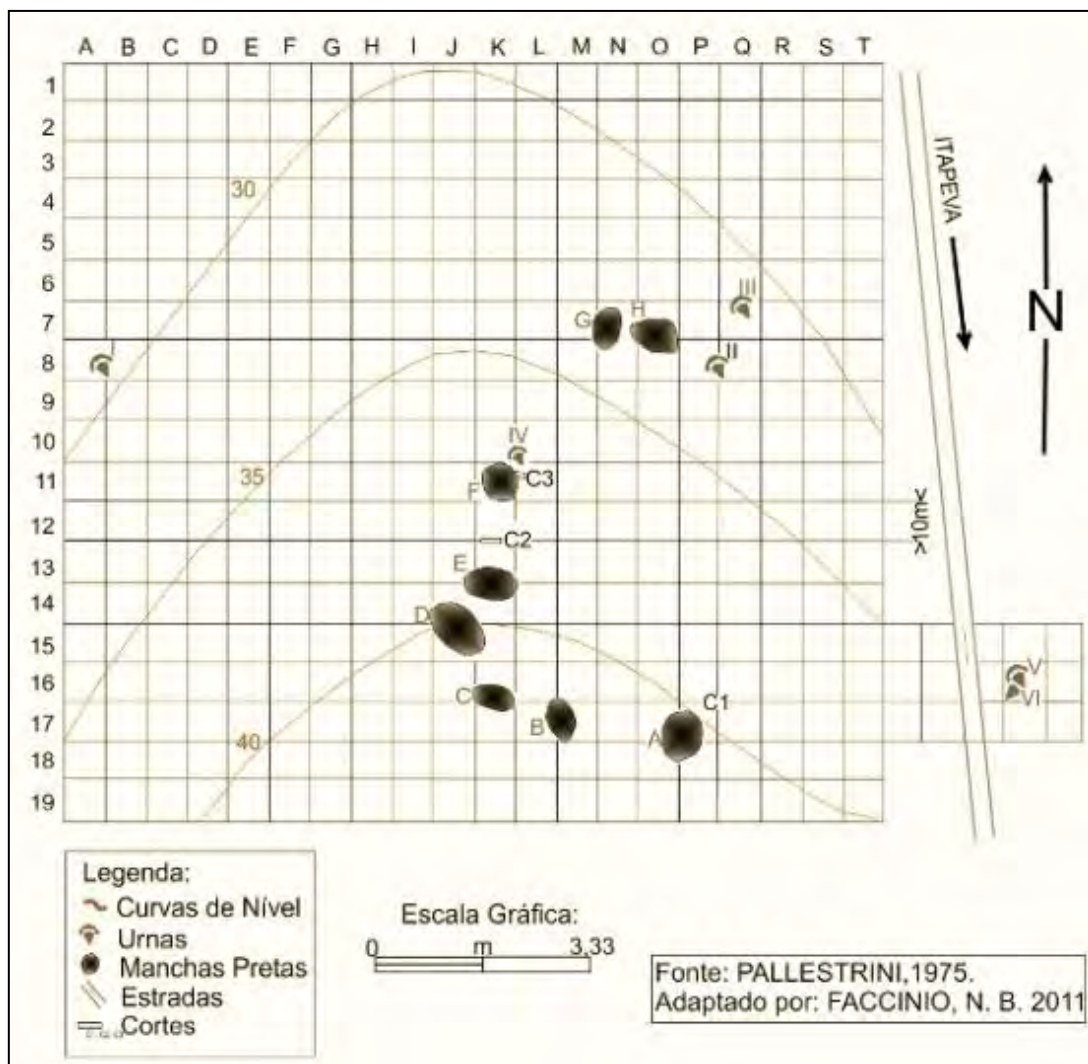 A B C D E F G H I J K L M N O P Q R S T
1
2
3
4
5
6
7
8
9
10
11
12
13
14
15
16
17
18
19
30
35
40
I
II
III
IV
V
VI
A
B
C
D
E
F
G
H
C1
C2
C3
ITAPEVA
N
Legenda:
Curvas de Nível
Urnas
Manchas Pretas
Estradas
Cortes
Escala Gráfica:
0 m 3,33
Fonte: PALLESTRINI,1975.
Adaptado por: FACCINIO, N. B. 2011